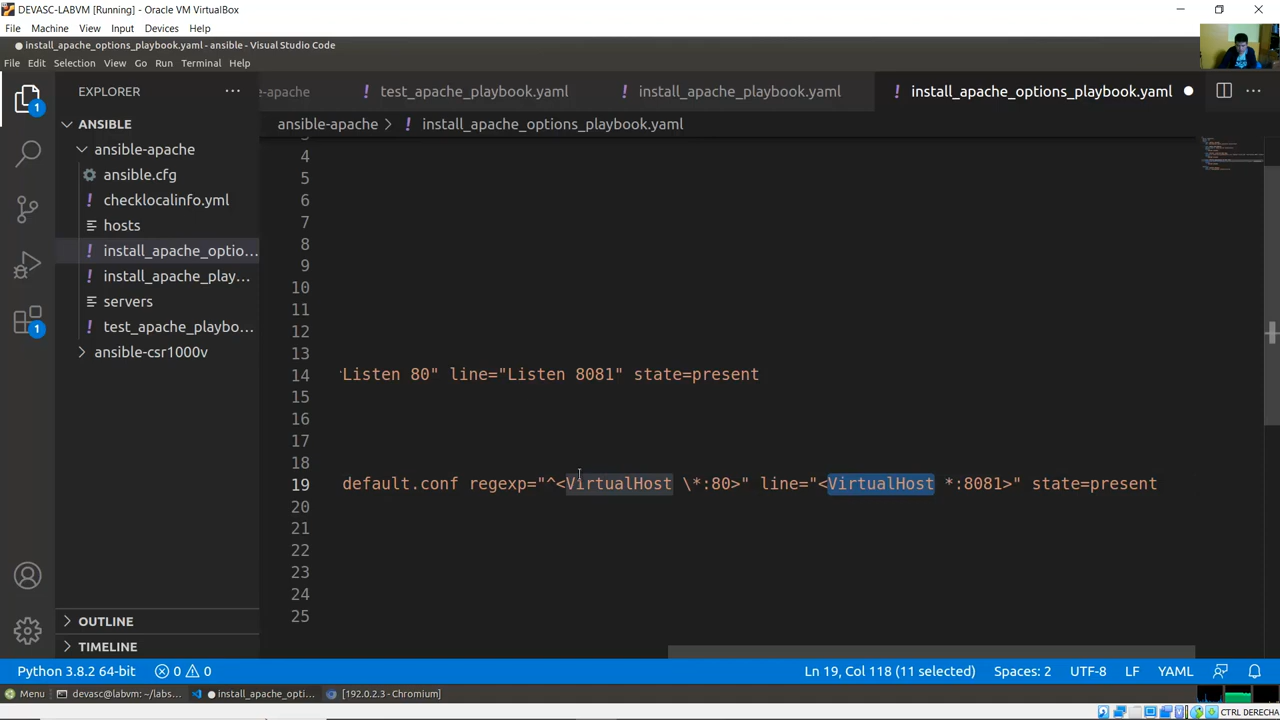 DEVASC-LABVM [Running] - Oracle VM VirtualBox
File Machine View Input Devices Help
install_apache_options_playbook.yaml - ansible - Visual Studio Code
File Edit Selection View Go Run Terminal Help
EXPLORER
e-apache test_apache_playbook.yaml install_apache_playbook.yaml install_apache_options_playbook.yaml
ansible-apache > install_apache_options_playbook.yaml
ANSIBLE
ansible-apache
ansible.cfg
checklocalinfo.yml
hosts
install_apache_optio...
install_apache_play...
servers
test_apache_playbo...
ansible-csr1000v
OUTLINE
TIMELINE
1
1
4
5
6
7
8
9
10
11
12
13
14 Listen 80" line="Listen 8081" state=present
15
16
17
18
19 default.conf regexp="^<VirtualHost \*:80>" line="<VirtualHost *:8081>" state=present
20
21
22
23
24
25
Python 3.8.2 64-bit 0 0 Ln 19, Col 118 (11 selected) Spaces: 2 UTF-8 LF YAML
Menu devasc@labvm: ~/labs... install_apache_opti... [192.0.2.3 - Chromium]
CTRL DERECHA